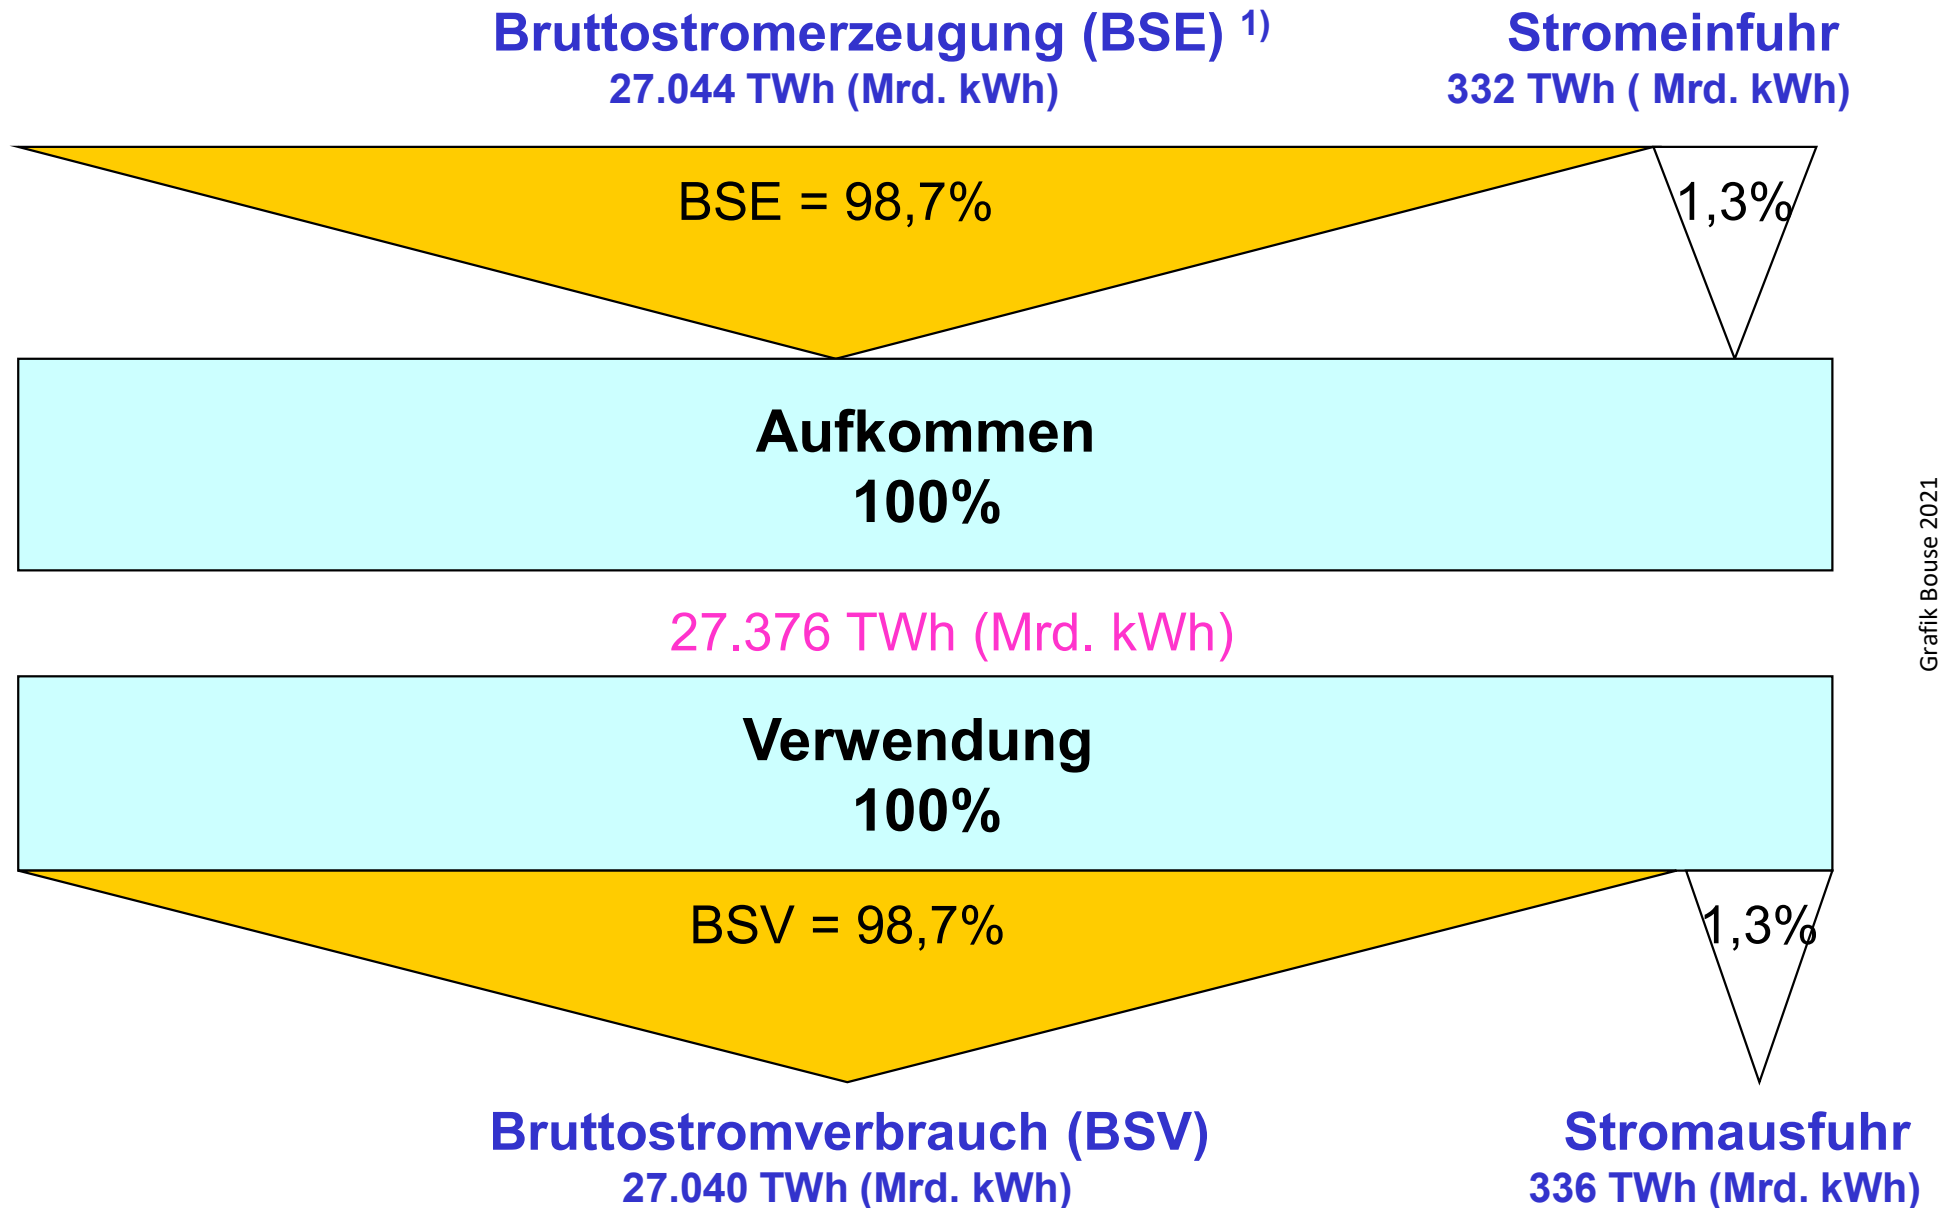 Bruttostromerzeugung (BSE) 1)
27.044 TWh (Mrd. kWh)
Stromeinfuhr
332 TWh ( Mrd. kWh)
BSE = 98,7%
1,3%
Aufkommen
100%
27.376 TWh (Mrd. kWh)
Verwendung
100%
BSV = 98,7%
1,3%
Bruttostromverbrauch (BSV)
27.040 TWh (Mrd. kWh)
Stromausfuhr
336 TWh (Mrd. kWh)
Grafik Bouse 2021